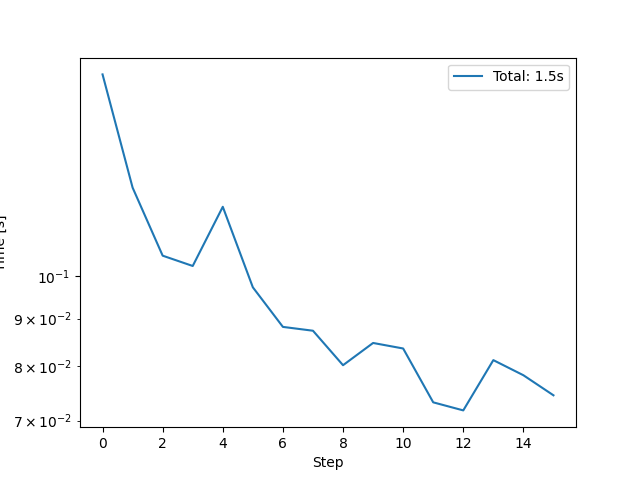 Total: 1.5s
Time [s]
10⁻¹
9 × 10⁻²
8 × 10⁻²
7 × 10⁻²
0 2 4 6 8 10 12 14
Step